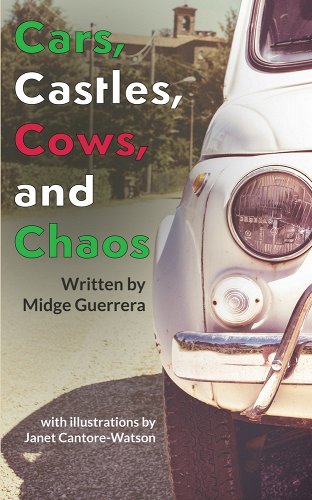 Cars,
Castles,
Cows,
and
Chaos
Written by
Midge Guerrera
with illustrations by
Janet Cantore-Watson